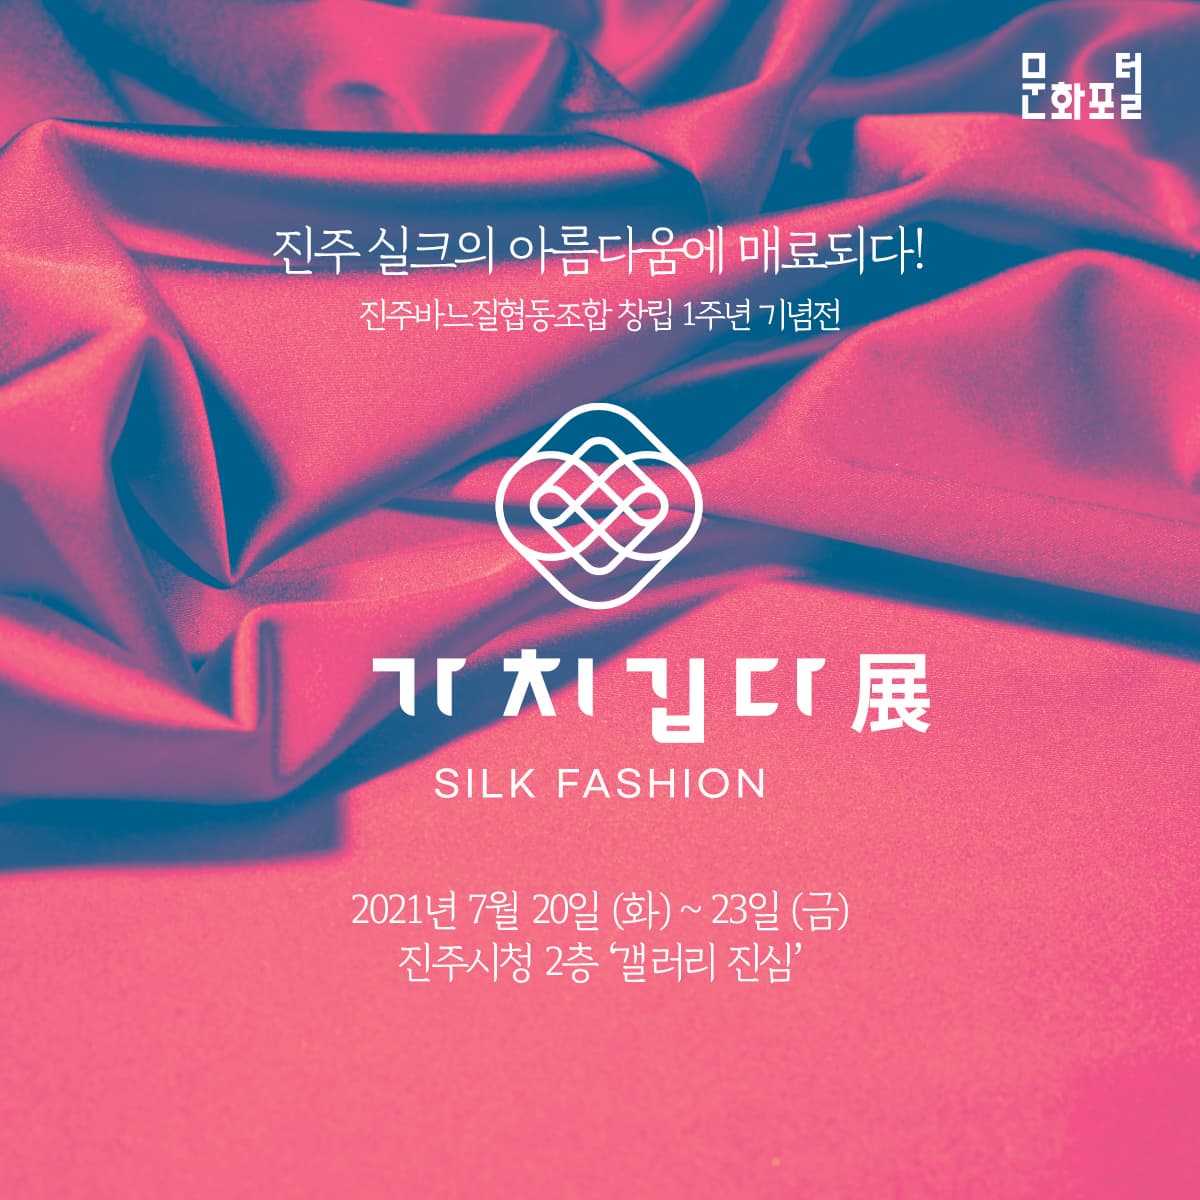 문화포털
진주 실크의 아름다움에 매료되다!
진주바느질협동조합 창립 1주년 기념전
가치깁다展
SILK FASHION
2021년 7월 20일 (화) ~ 23일 (금)
진주시청 2층 ‘갤러리 진심’